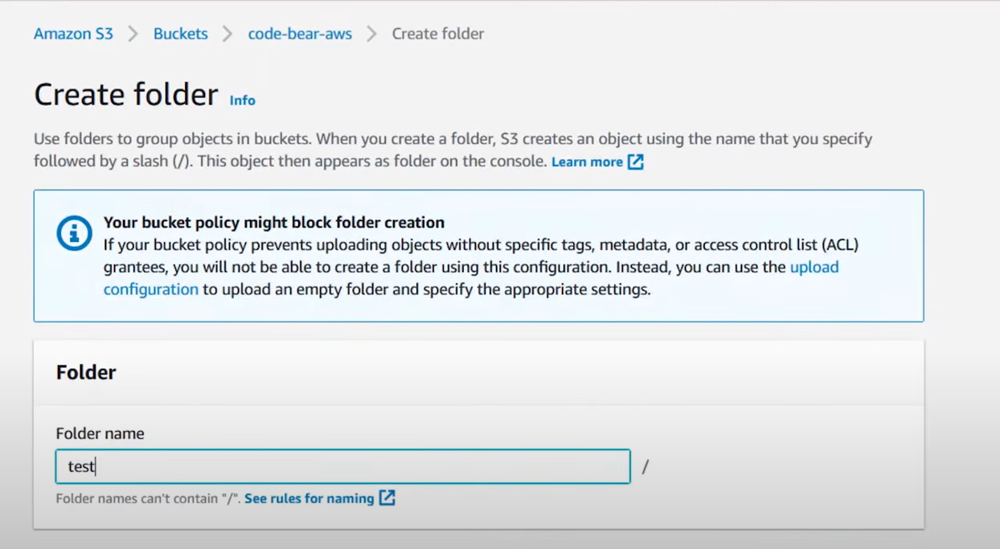 Amazon S3 > Buckets > code-bear-aws > Create folder
Create folder Info
Use folders to group objects in buckets. When you create a folder, S3 creates an object using the name that you specify
followed by a slash (/). This object then appears as folder on the console. Learn more
Your bucket policy might block folder creation
If your bucket policy prevents uploading objects without specific tags, metadata, or access control list (ACL)
grantees, you will not be able to create a folder using this configuration. Instead, you can use the upload
configuration to upload an empty folder and specify the appropriate settings.
Folder
Folder name
test /
Folder names can't contain "/". See rules for naming